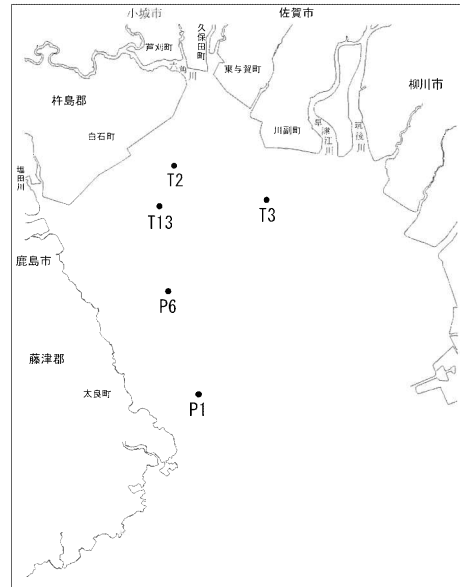 小城市
佐賀市
芦刈町
久保田町
六角川
東与賀町
柳川市
杵島郡
白石町
川副町
早津江川
筑後川
塩田川
T2
T13
T3
鹿島市
P6
藤津郡
太良町
P1